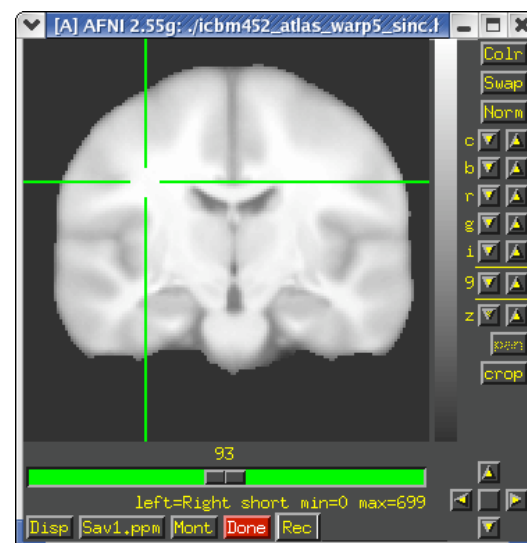 [A] AFNI 2.55g: ./icbm452_atlas_warp5_sinc.
Colr
Swap
Norm
c
b
r
g
i
9
z
pan
crop
93
left=Right short min=0 max=699
Disp Sav1.ppm Mont Done Rec